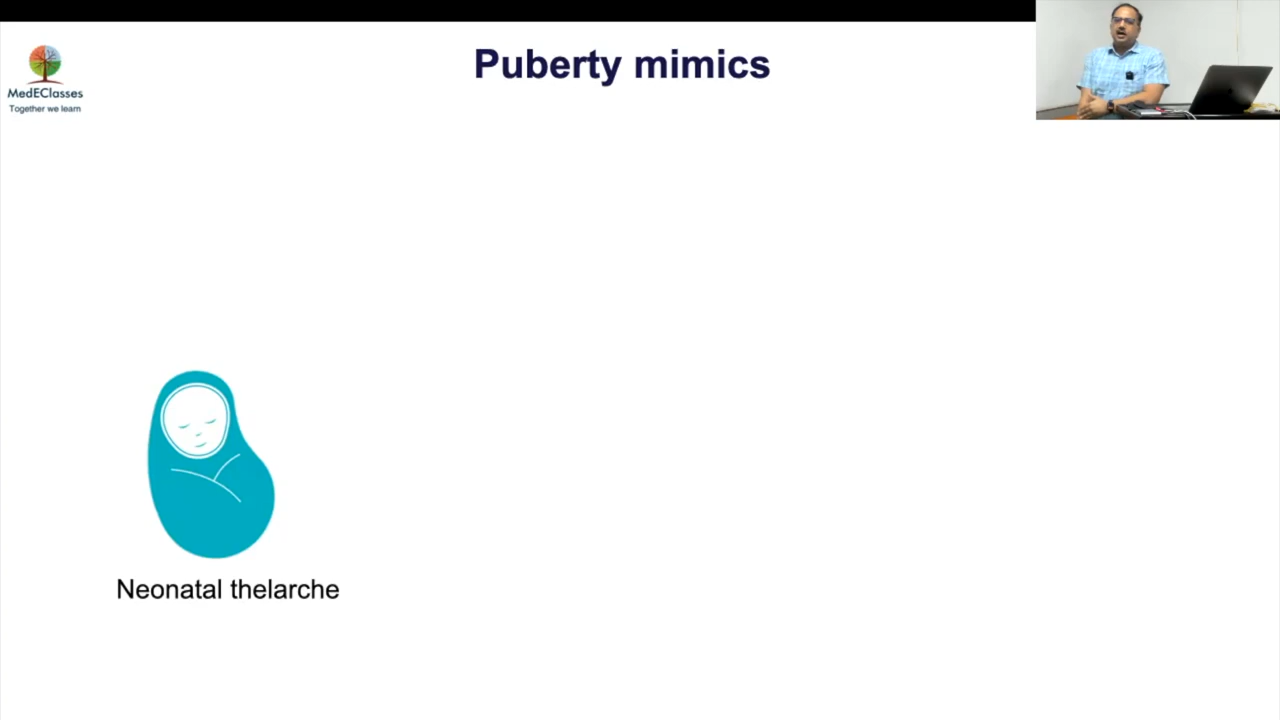 Puberty mimics
MedEClasses
Together we learn
Neonatal thelarche